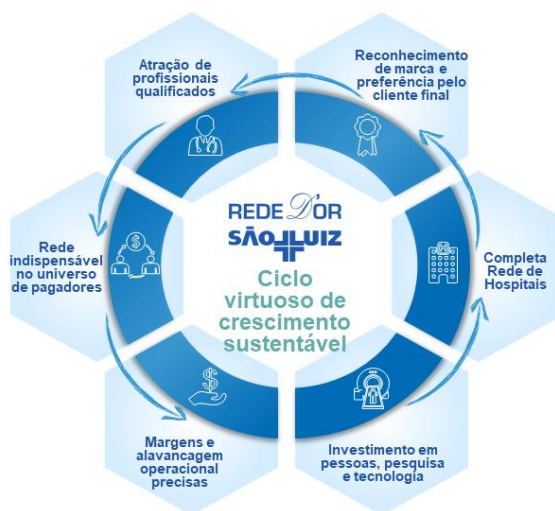 Atração de
profissionais
qualificados
Reconhecimento
de marca e
preferência pelo
cliente final
Rede
indispensável
no universo
de pagadores
REDE D'OR
SÃO LUIZ
Ciclo
virtuoso de
crescimento
sustentável
Completa
Rede de
Hospitais
Margens e
alavancagem
operacional
precisas
Investimento em
pessoas, pesquisa
e tecnologia